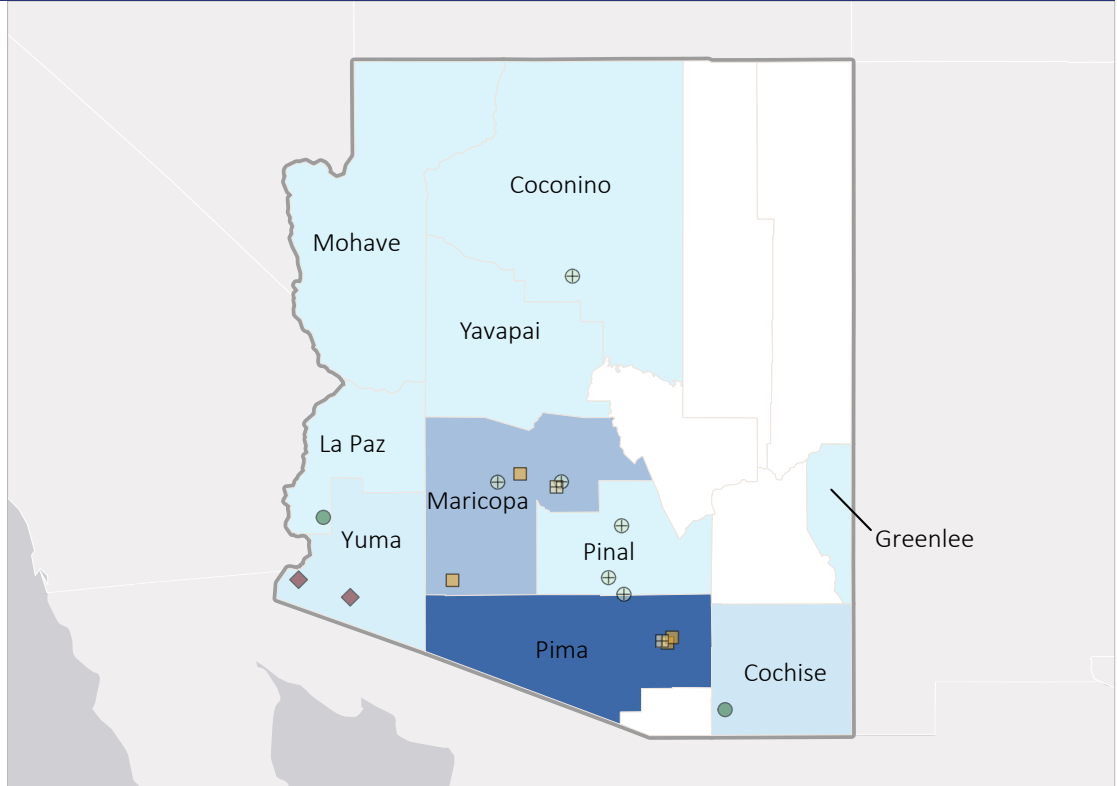 Coconino
Mohave
Yavapai
La Paz
Maricopa
Yuma
Greenlee
Pinal
Pima
Cochise